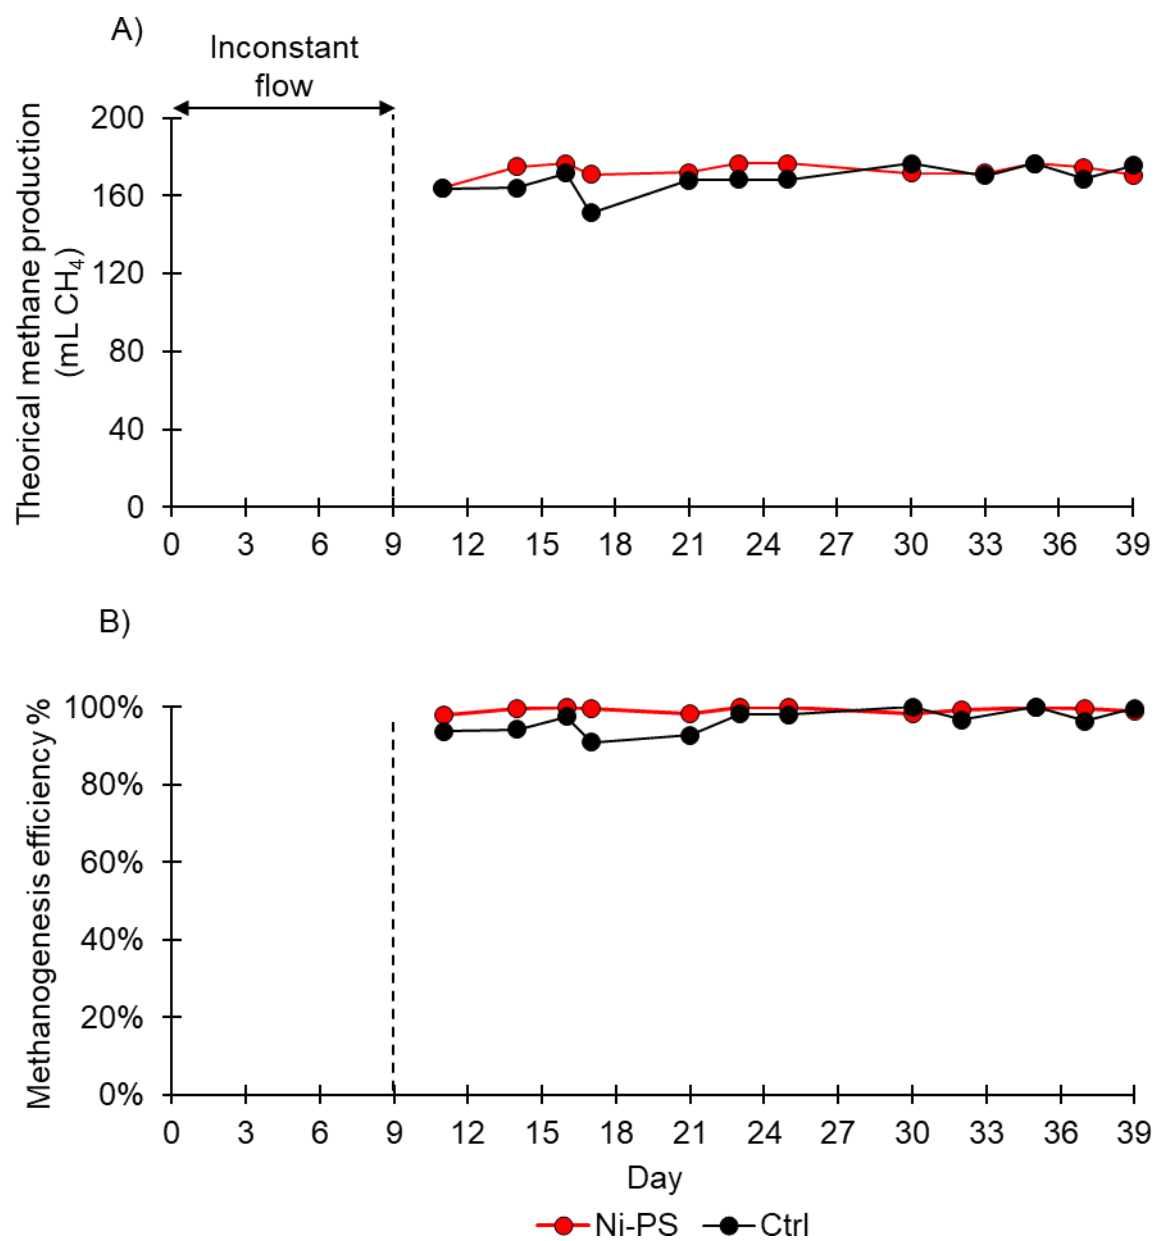 A)
Inconstant
flow
Theorical methane production
(mL CH₄)
200
160
120
80
40
0
0 3 6 9 12 15 18 21 24 27 30 33 36 39
B)
Methanogenesis efficiency %
100%
80%
60%
40%
20%
0%
0 3 6 9 12 15 18 21 24 27 30 33 36 39
Day
Ni-PS Ctrl